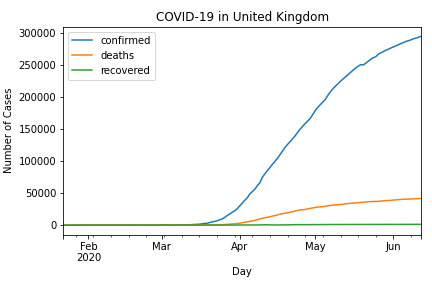 COVID-19 in United Kingdom
confirmed
deaths
recovered
300000
250000
200000
150000
100000
50000
0
Number of Cases
Feb
2020
Mar
Apr
May
Jun
Day